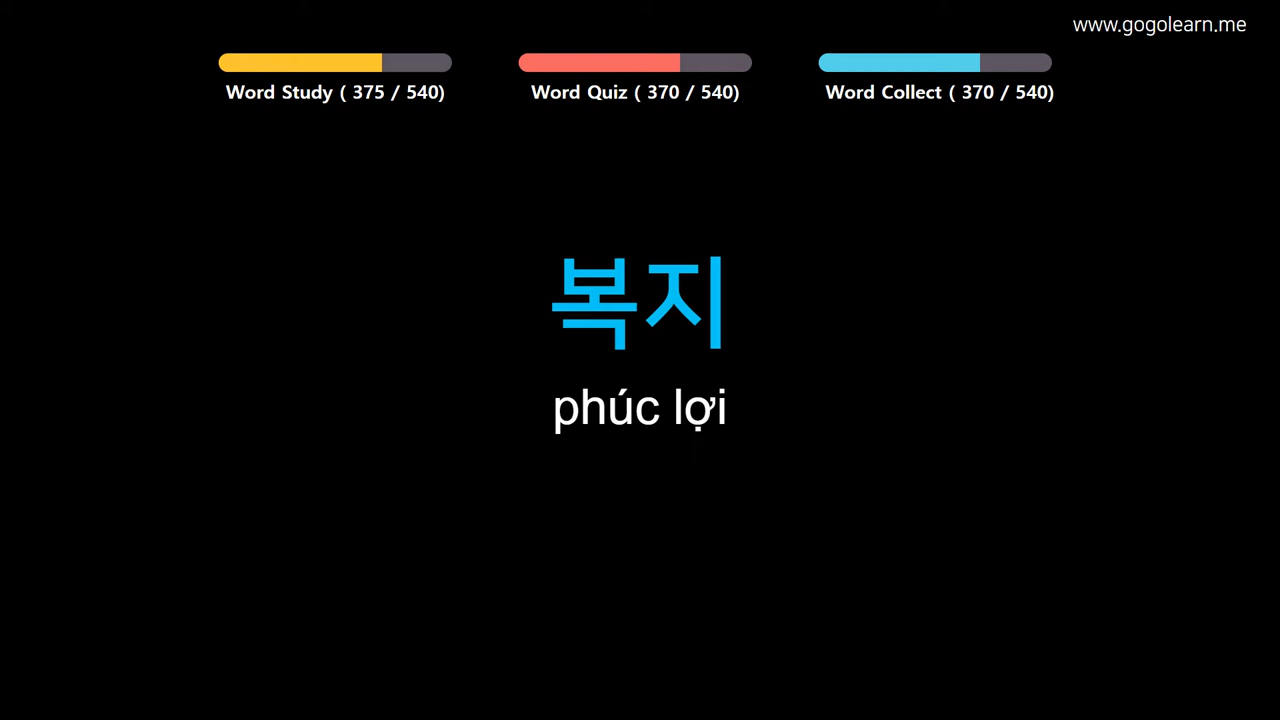 www.gogolearn.me
Word Study ( 375 / 540)
Word Quiz ( 370 / 540)
Word Collect ( 370 / 540)
복지
phúc lợi